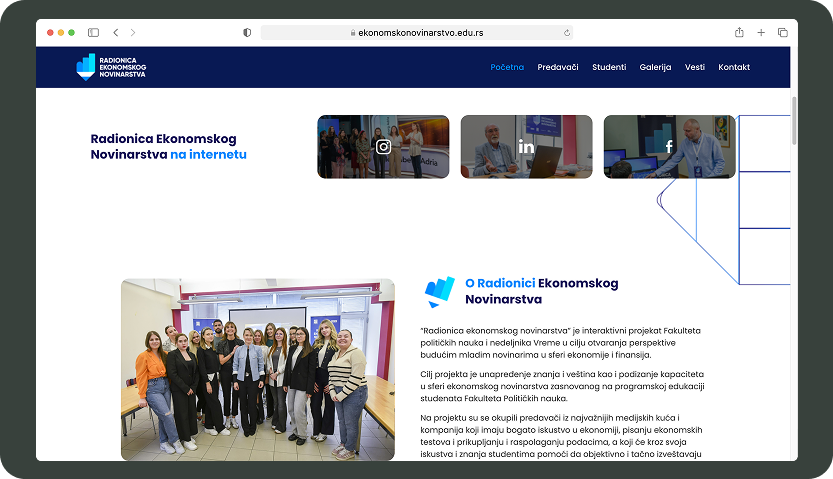 ekonomskonovinarstvo.edu.rs
RADIONICA
EKONOMSKOG
NOVINARSTVA
Početna Predavači Studenti Galerija Vesti Kontakt
Radionica Ekonomskog
Novinarstva na internetu
in
f
O Radionici Ekonomskog
Novinarstva
“Radionica ekonomskog novinarstva” je interaktivni projekat Fakulteta
političkih nauka i nedeljnika Vreme u cilju otvaranja perspektive
budućim mladim novinarima u sferi ekonomije i finansija.
Cilj projekta je unapređenje znanja i veština kao i podizanje kapaciteta
u sferi ekonomskog novinarstva zasnovanog na programskoj edukaciji
studenata Fakulteta Političkih nauka.
Na projektu su se okupili predavači iz najvažnijih medijskih kuća i
kompanija koji imaju bogato iskustvo u ekonomiji, pisanju ekonomskih
testova i prikupljanju i raspolaganju podacima, a koji će kroz svoja
iskustva i znanja studentima pomoći da objektivno i tačno izveštavaju